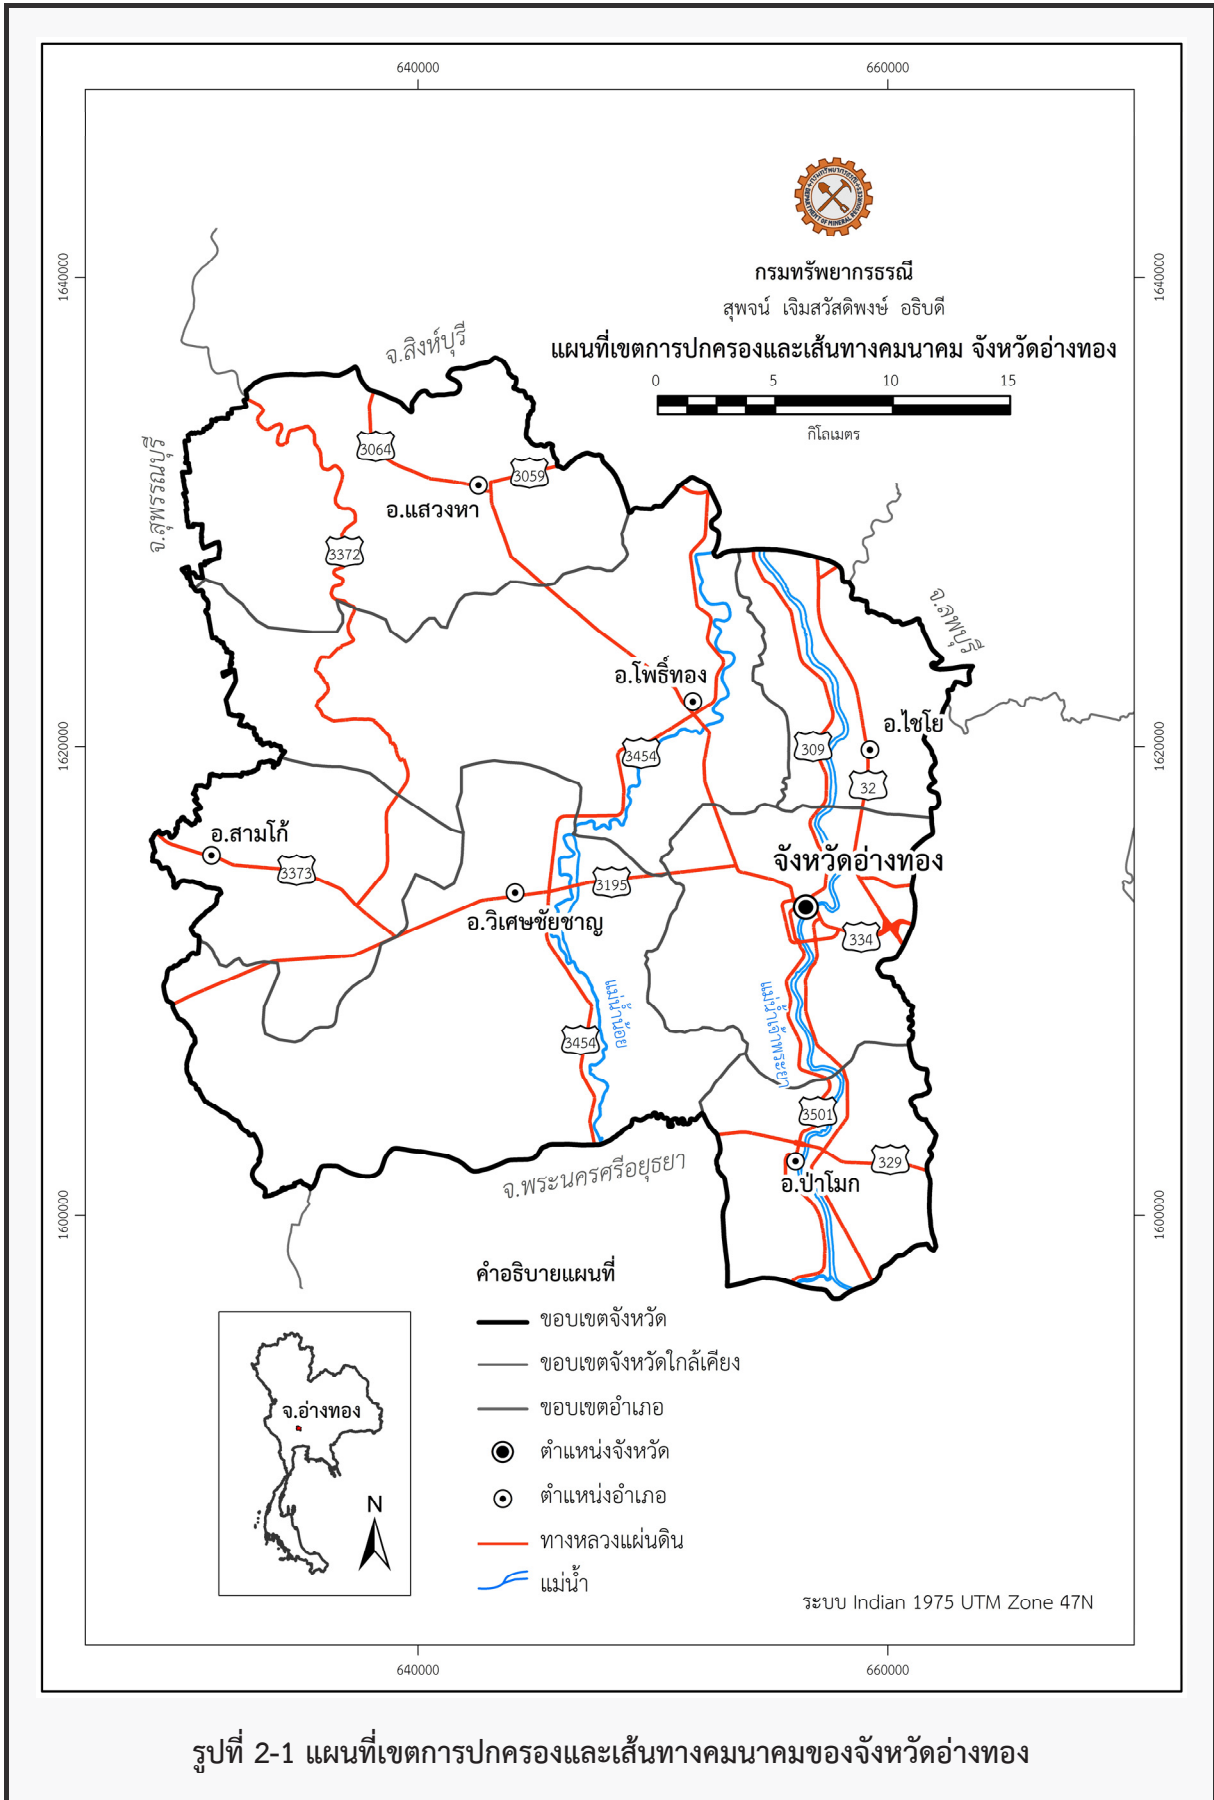 640000
660000
กรมทรัพยากรธรณี
DEPARTMENT OF MINERAL RESOURCES
กรมทรัพยากรธรณี
สุพจน์ เจิมสวัสดิพงษ์ อธิบดี
แผนที่เขตการปกครองและเส้นทางคมนาคม จังหวัดอ่างทอง
0 5 10 15
กิโลเมตร
1640000
1640000
จ.สิงห์บุรี
จ.สุพรรณบุรี
3064
3059
อ.แสวงหา
3372
จ.ลพบุรี
อ.โพธิ์ทอง
อ.ไชโย
1620000
1620000
3454
309
32
อ.สามโก้
3373
จังหวัดอ่างทอง
3195
อ.วิเศษชัยชาญ
334
แม่น้ำน้อย
แม่น้ำเจ้าพระยา
3454
3501
329
จ.พระนครศรีอยุธยา
อ.ป่าโมก
1600000
1600000
คำอธิบายแผนที่
ขอบเขตจังหวัด
ขอบเขตจังหวัดใกล้เคียง
ขอบเขตอำเภอ
ตำแหน่งจังหวัด
ตำแหน่งอำเภอ
ทางหลวงแผ่นดิน
แม่น้ำ
จ.อ่างทอง
N
ระบบ Indian 1975 UTM Zone 47N
640000
660000
รูปที่ 2-1 แผนที่เขตการปกครองและเส้นทางคมนาคมของจังหวัดอ่างทอง